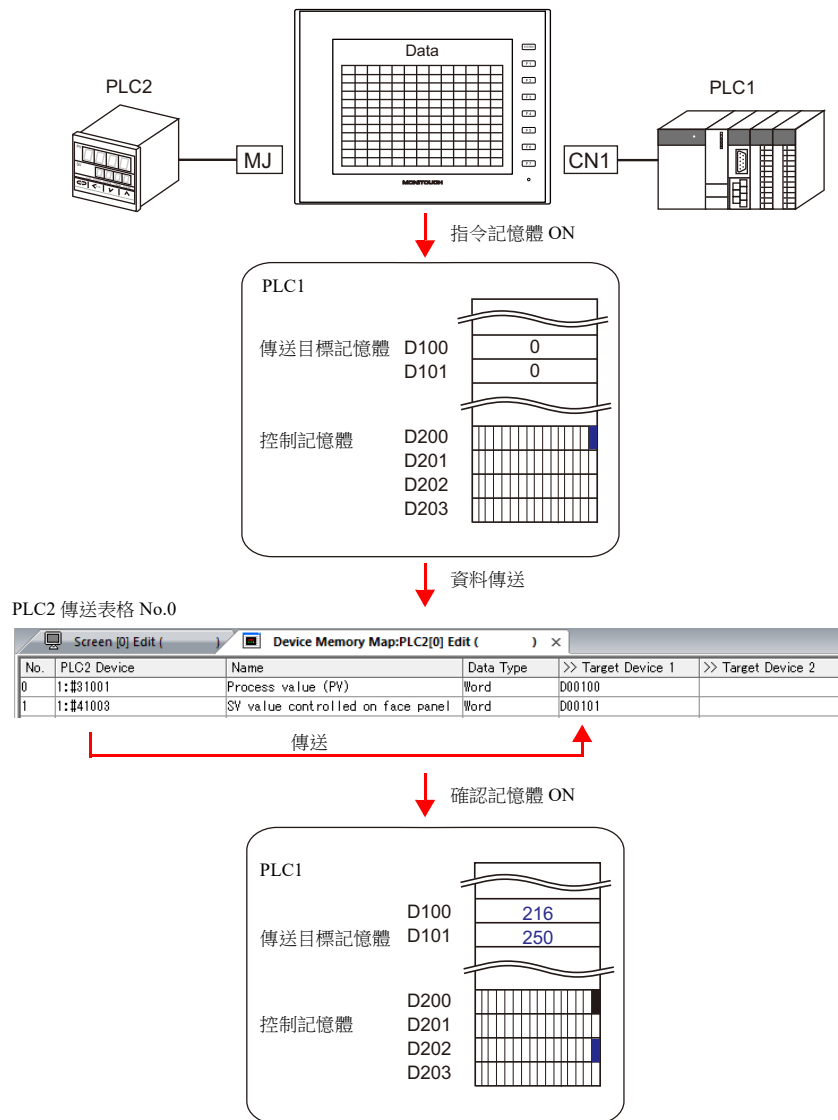 Data
PLC2
PLC1
MJ
CN1
MONITOUCH
指令記憶體 ON
PLC1
傳送目標記憶體 D100 0
D101 0
控制記憶體 D200
D201
D202
D203
資料傳送
PLC2 傳送表格 No.0
Screen [0] Edit ( ) Device Memory Map:PLC2[0] Edit ( ) ×
No. PLC2 Device Name Data Type >> Target Device 1 >> Target Device 2
0 1:#31001 Process value (PV) Word D00100
1 1:#41003 SV value controlled on face panel Word D00101
傳送
確認記憶體 ON
PLC1
D100 216
傳送目標記憶體 D101 250
D200
控制記憶體 D201
D202
D203